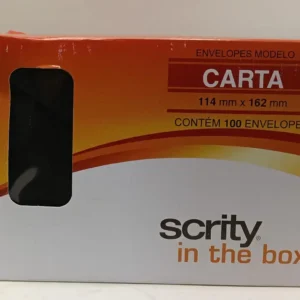 ENVELOPES MODELO
CARTA
114 mm x 162 mm
CONTÉM 100 ENVELOPE
scrity®
in the box